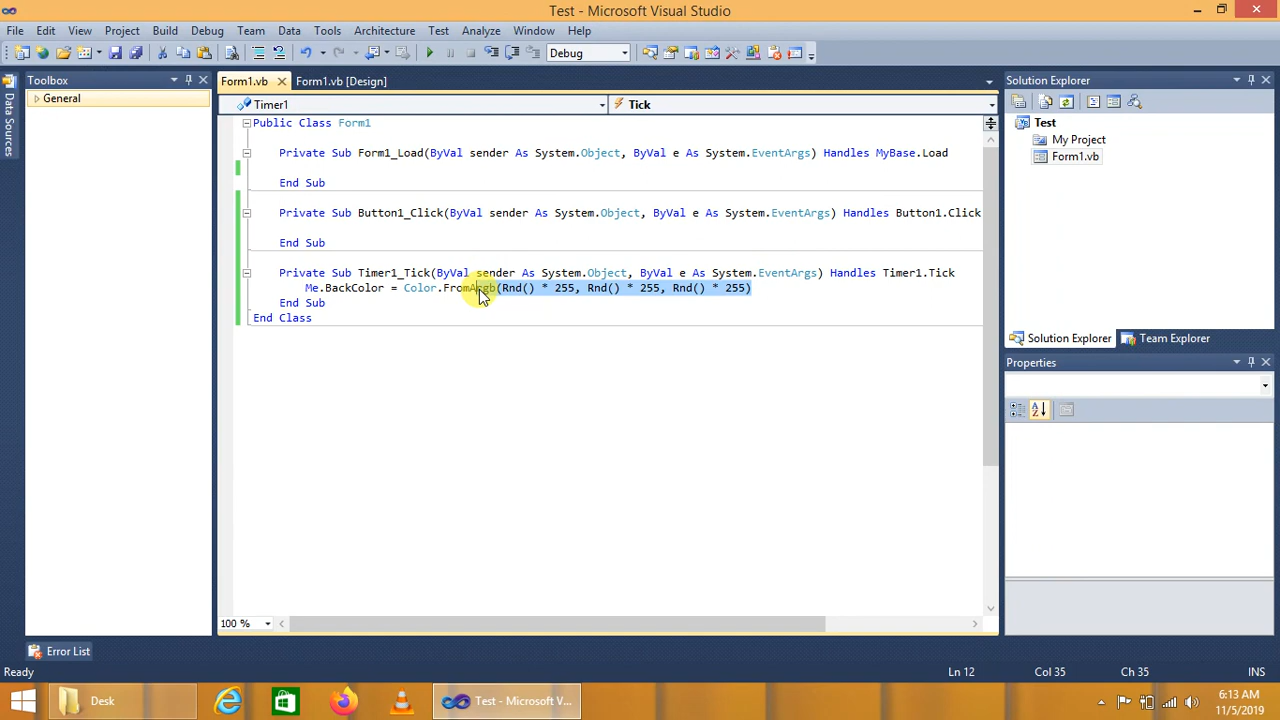 Test - Microsoft Visual Studio
File Edit View Project Build Debug Team Data Tools Architecture Test Analyze Window Help
Debug
Data Sources
Toolbox
General
Form1.vb
Form1.vb [Design]
Timer1
Tick
Public Class Form1
Private Sub Form1_Load(ByVal sender As System.Object, ByVal e As System.EventArgs) Handles MyBase.Load
End Sub
Private Sub Button1_Click(ByVal sender As System.Object, ByVal e As System.EventArgs) Handles Button1.Click
End Sub
Private Sub Timer1_Tick(ByVal sender As System.Object, ByVal e As System.EventArgs) Handles Timer1.Tick
Me.BackColor = Color.FromArgb(Rnd() * 255, Rnd() * 255, Rnd() * 255)
End Sub
End Class
100 %
Solution Explorer
Test
My Project
Form1.vb
Solution Explorer
Team Explorer
Properties
Error List
Ready
Ln 12
Col 35
Ch 35
INS
Desk
Test - Microsoft V...
6:13 AM
11/5/2019